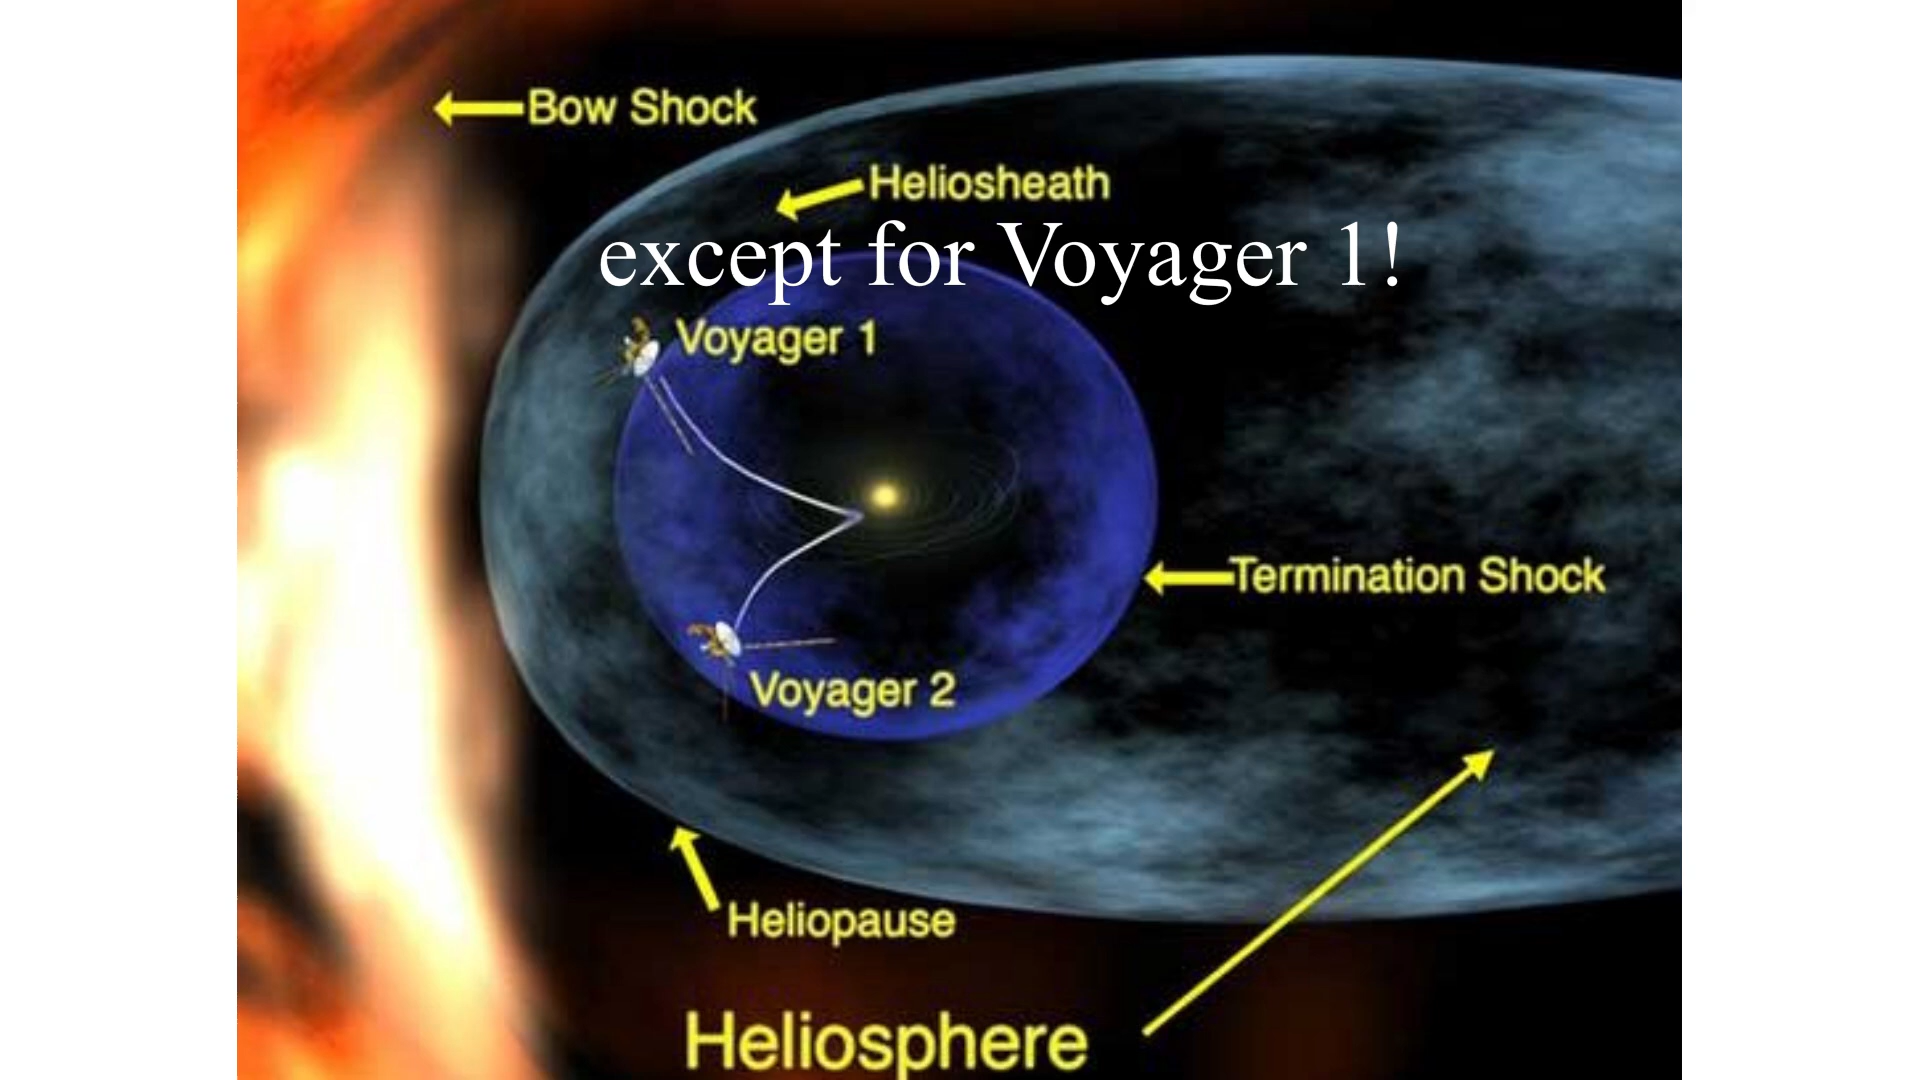 Bow Shock
Heliosheath
except for Voyager 1!
Voyager 1
Termination Shock
Voyager 2
Heliopause
Heliosphere